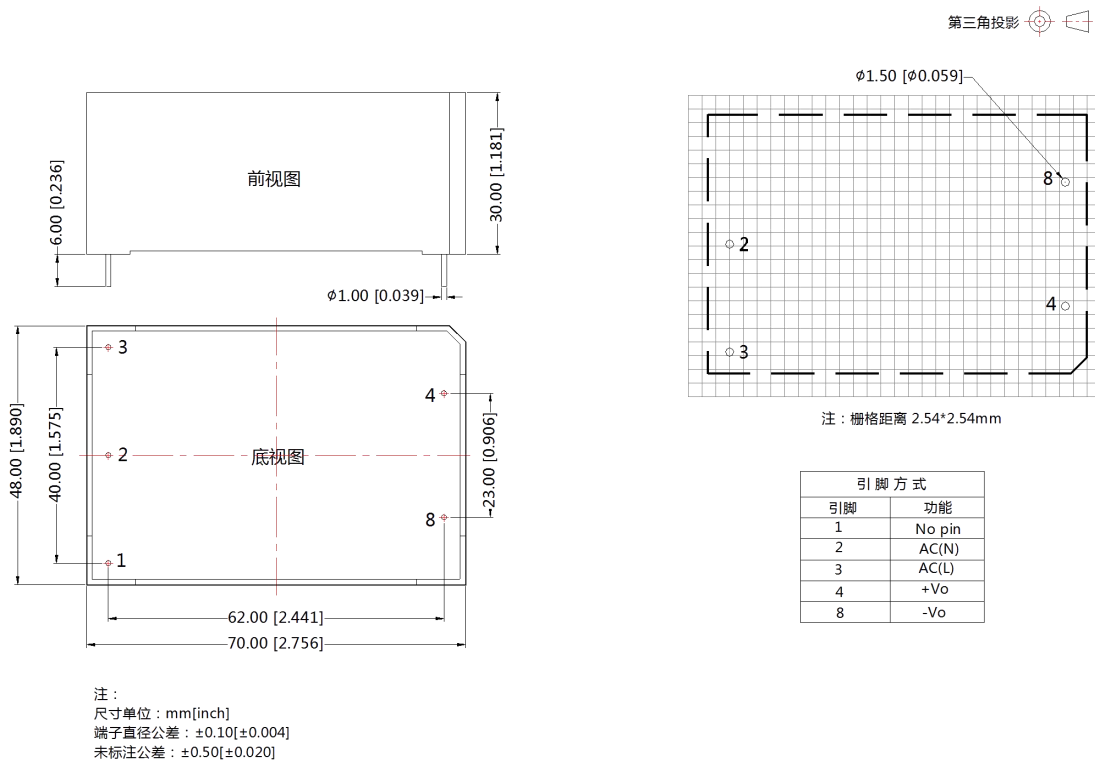 第三角投影
⌀1.50 [⌀0.059]
6.00 [0.236]
前视图
30.00 [1.181]
⌀1.00 [0.039]
8
2
4
3
注：栅格距离 2.54*2.54mm
3
4
2
底视图
8
1
48.00 [1.890]
40.00 [1.575]
23.00 [0.906]
62.00 [2.441]
70.00 [2.756]
引脚方式
引脚 功能
1 No pin
2 AC(N)
3 AC(L)
4 +Vo
8 -Vo
注：
尺寸单位：mm[inch]
端子直径公差：±0.10[±0.004]
未标注公差：±0.50[±0.020]